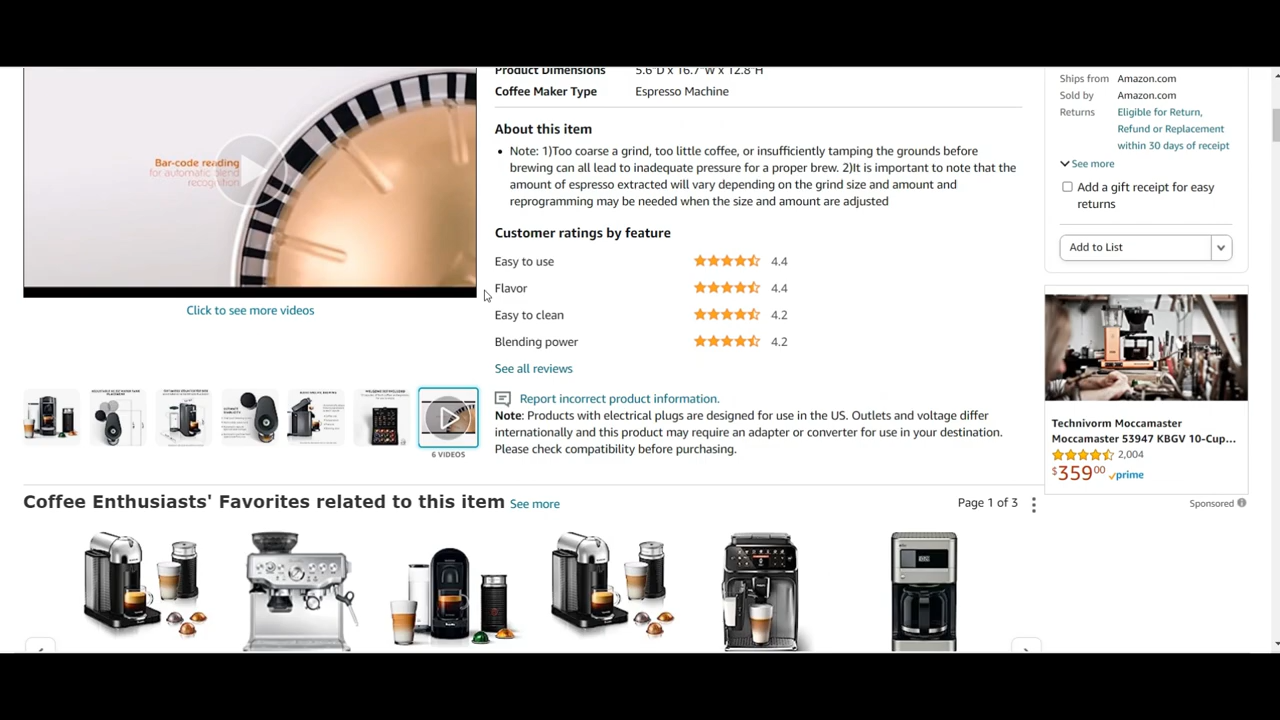 Product Dimensions 5.6"D x 16.7"W x 12.8"H
Coffee Maker Type Espresso Machine
About this item
Note: 1)Too coarse a grind, too little coffee, or insufficiently tamping the grounds before
brewing can all lead to inadequate pressure for a proper brew. 2)It is important to note that the
amount of espresso extracted will vary depending on the grind size and amount and
reprogramming may be needed when the size and amount are adjusted
Customer ratings by feature
Easy to use 4.4
Flavor 4.4
Easy to clean 4.2
Blending power 4.2
See all reviews
Report incorrect product information.
Note: Products with electrical plugs are designed for use in the US. Outlets and voltage differ
internationally and this product may require an adapter or converter for use in your destination.
Please check compatibility before purchasing.
Bar-code reading
for automatic blend
recognition
Click to see more videos
6 VIDEOS
Ships from Amazon.com
Sold by Amazon.com
Returns Eligible for Return,
Refund or Replacement
within 30 days of receipt
See more
Add a gift receipt for easy
returns
Add to List
Technivorm Moccamaster
Moccamaster 53947 KBGV 10-Cup...
2,004
$359.00 prime
Sponsored
Coffee Enthusiasts' Favorites related to this item See more
Page 1 of 3